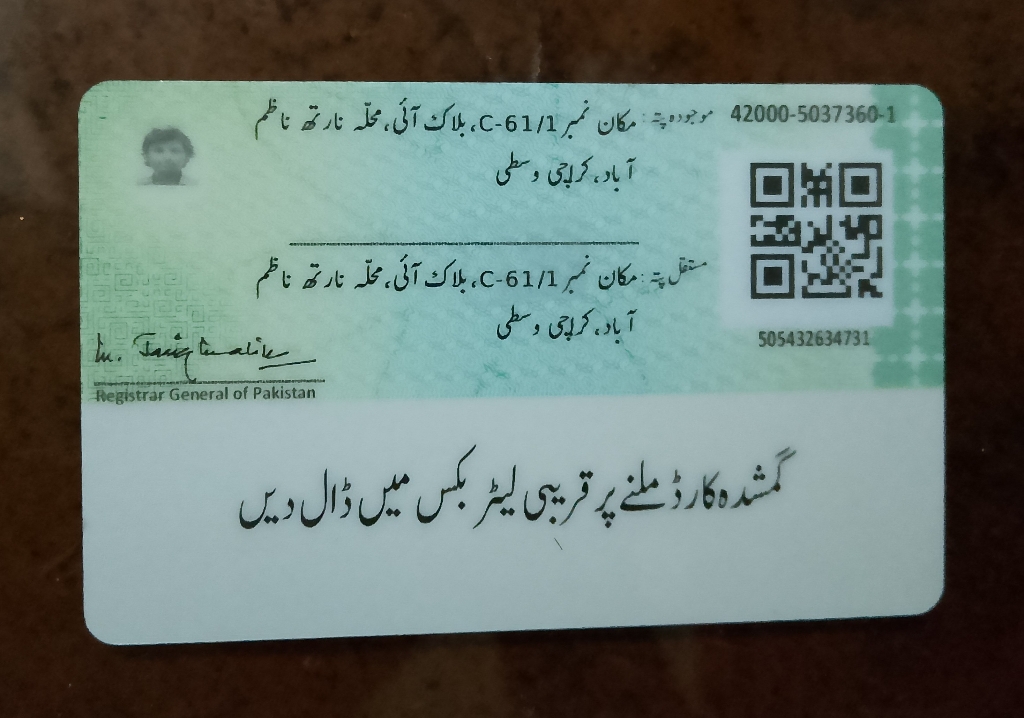 42000-5037360-1
موجودہ پتہ: مکان نمبر C-61/1، بلاک آئی، محلّہ نارتھ ناظم
آباد، کراچی وسطی
مستقل پتہ: مکان نمبر C-61/1، بلاک آئی، محلّہ نارتھ ناظم
آباد، کراچی وسطی
505432634731
Registrar General of Pakistan
گمشدہ کارڈ ملنے پر قریبی لیٹر بکس میں ڈال دیں